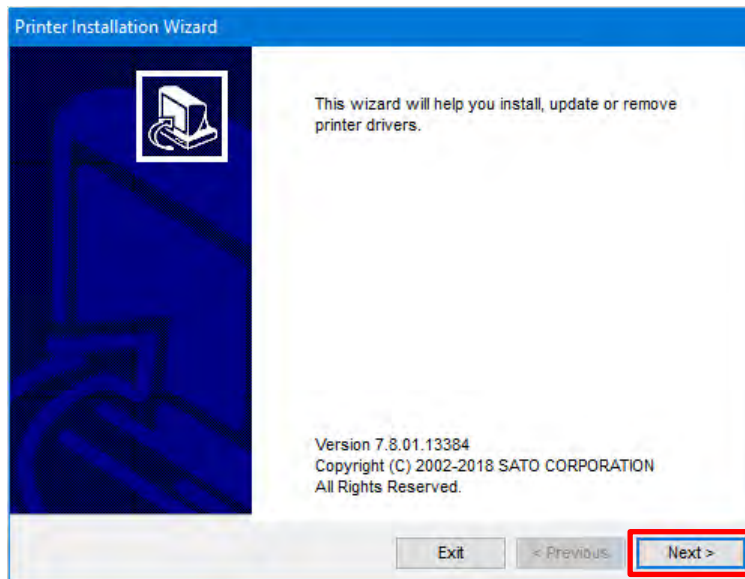 Printer Installation Wizard
This wizard will help you install, update or remove
printer drivers.
Version 7.8.01.13384
Copyright (C) 2002-2018 SATO CORPORATION
All Rights Reserved.
Exit
< Previous
Next >